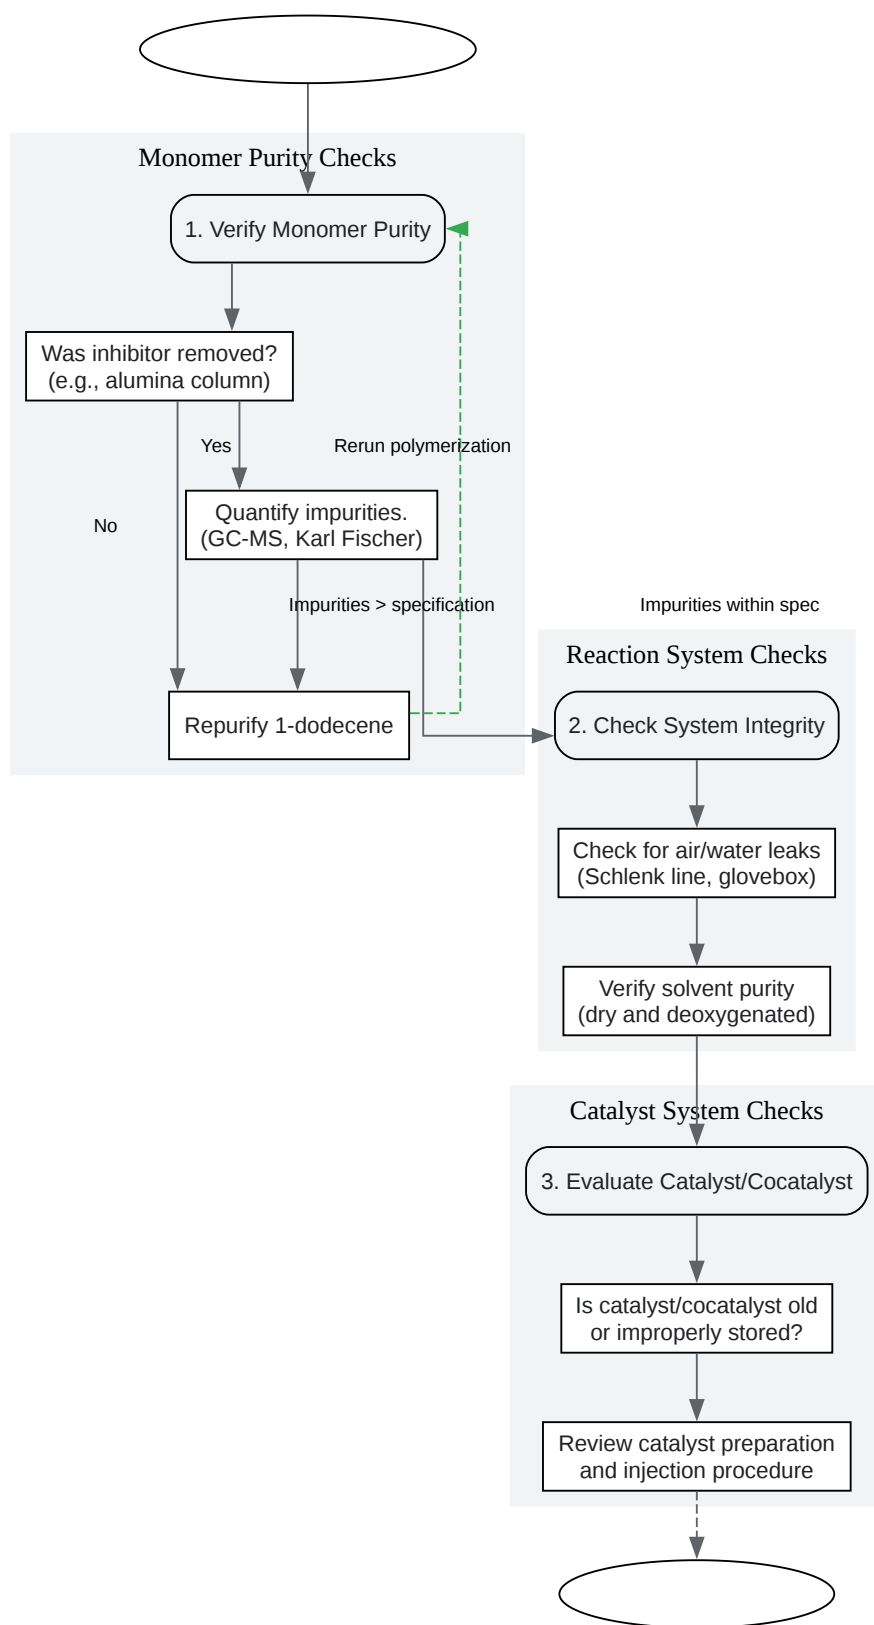 Monomer Purity Checks
1. Verify Monomer Purity
Was inhibitor removed?
(e.g., alumina column)
Yes
Rerun polymerization
No
Quantify impurities.
(GC-MS, Karl Fischer)
Impurities > specification
Impurities within spec
Repurify 1-dodecene
Reaction System Checks
2. Check System Integrity
Check for air/water leaks
(Schlenk line, glovebox)
Verify solvent purity
(dry and deoxygenated)
Catalyst System Checks
3. Evaluate Catalyst/Cocatalyst
Is catalyst/cocatalyst old
or improperly stored?
Review catalyst preparation
and injection procedure